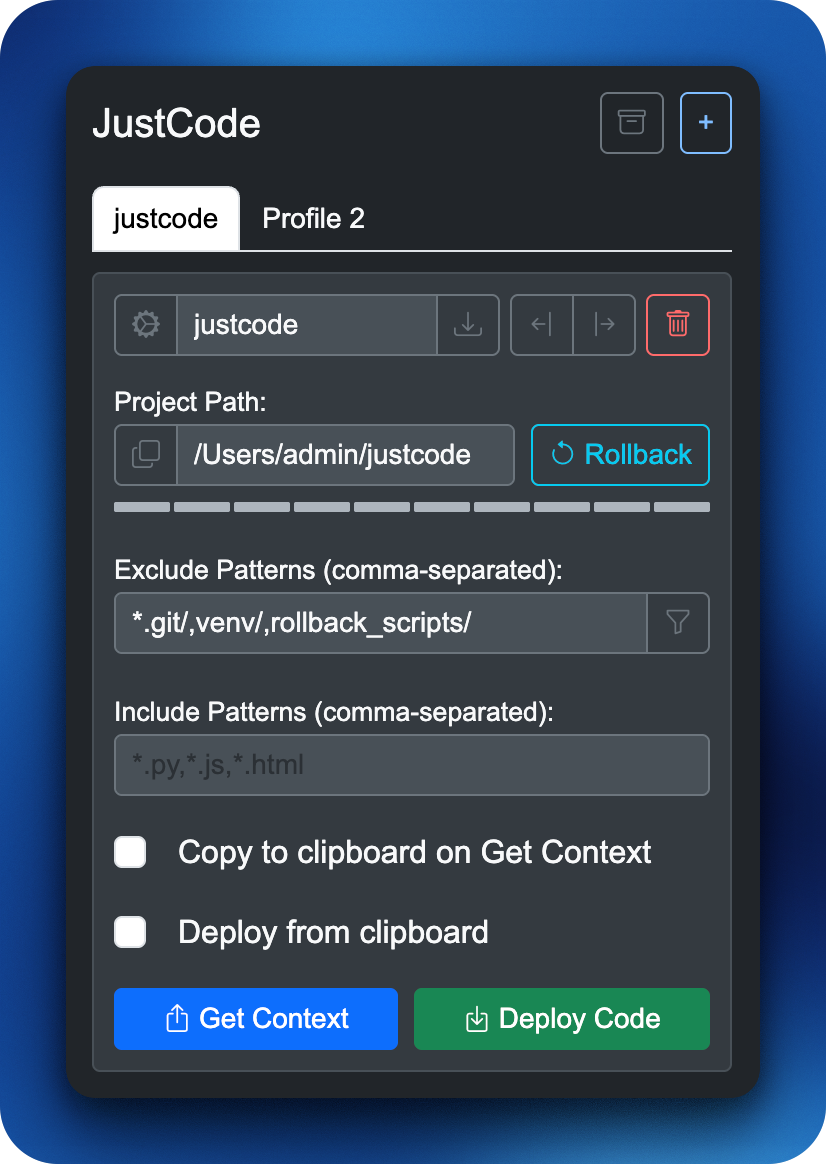 JustCode
+
justcode
Profile 2
justcode
Project Path:
/Users/admin/justcode
Rollback
Exclude Patterns (comma-separated):
*.git/,venv/,rollback_scripts/
Include Patterns (comma-separated):
*.py,*.js,*.html
Copy to clipboard on Get Context
Deploy from clipboard
Get Context
Deploy Code